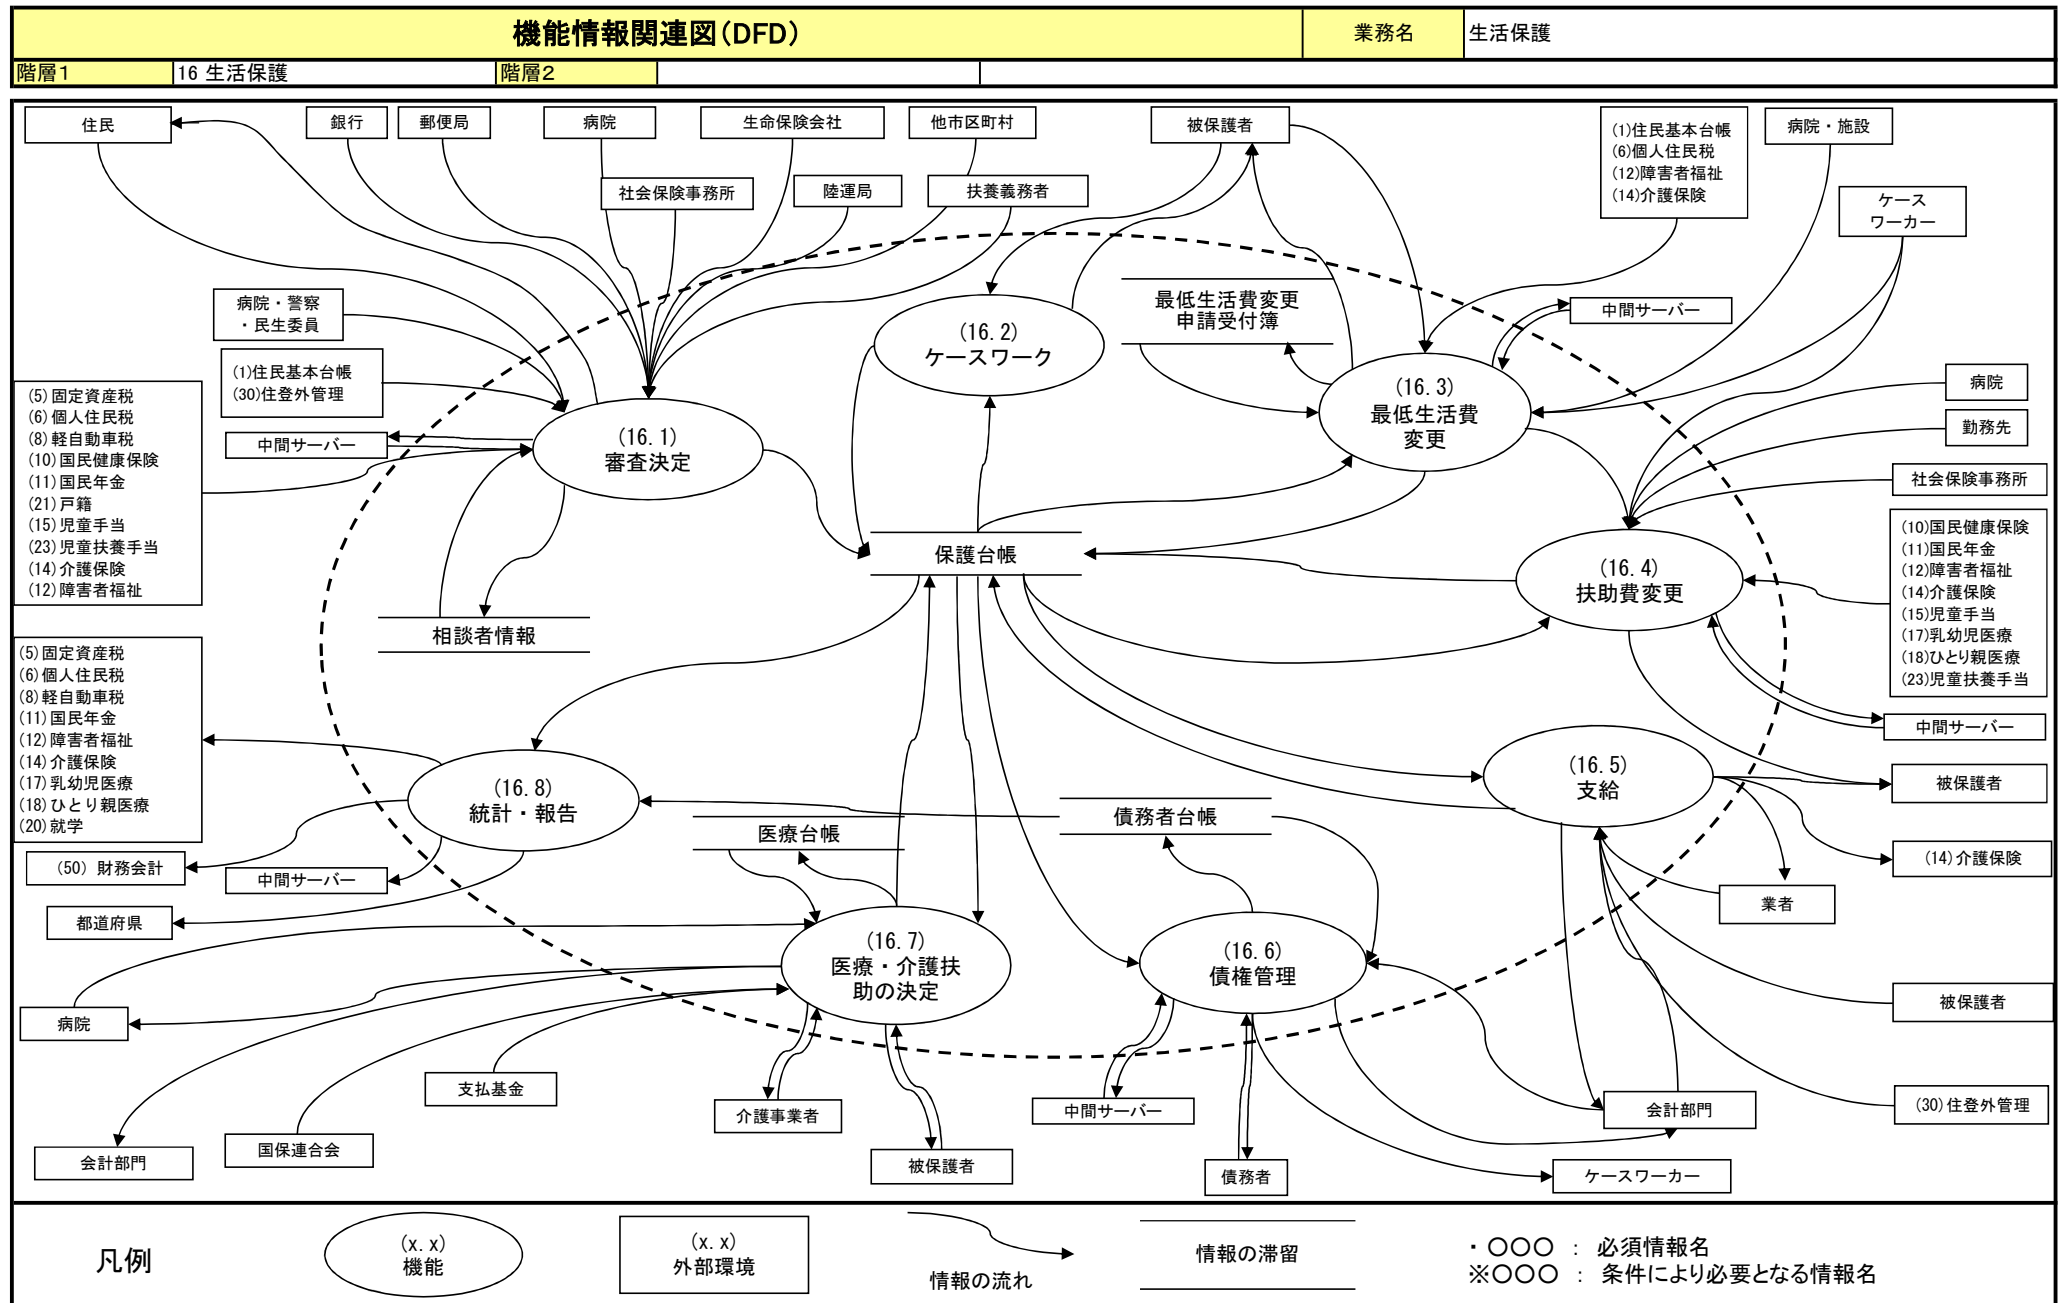 機能情報関連図(DFD)
業務名
生活保護
階層1
16 生活保護
階層2
住民
銀行
郵便局
病院
生命保険会社
他市区町村
被保護者
(1)住民基本台帳
(6)個人住民税
(12)障害者福祉
(14)介護保険
病院・施設
社会保険事務所
陸運局
扶養義務者
ケース
ワーカー
病院・警察
・民生委員
最低生活費変更
申請受付簿
中間サーバー
(16.2)
ケースワーク
(1)住民基本台帳
(30)住登外管理
(16.3)
最低生活費
変更
病院
勤務先
(5)固定資産税
(6)個人住民税
(8)軽自動車税
(10)国民健康保険
(11)国民年金
(21)戸籍
(15)児童手当
(23)児童扶養手当
(14)介護保険
(12)障害者福祉
中間サーバー
(16.1)
審査決定
社会保険事務所
保護台帳
(10)国民健康保険
(11)国民年金
(12)障害者福祉
(14)介護保険
(15)児童手当
(17)乳幼児医療
(18)ひとり親医療
(23)児童扶養手当
(16.4)
扶助費変更
相談者情報
(5)固定資産税
(6)個人住民税
(8)軽自動車税
(11)国民年金
(12)障害者福祉
(14)介護保険
(17)乳幼児医療
(18)ひとり親医療
(20)就学
中間サーバー
(16.5)
支給
被保護者
(16.8)
統計・報告
医療台帳
債務者台帳
(50)財務会計
中間サーバー
(14)介護保険
業者
都道府県
(16.7)
医療・介護扶
助の決定
(16.6)
債権管理
被保護者
病院
支払基金
介護事業者
中間サーバー
会計部門
(30)住登外管理
会計部門
国保連合会
被保護者
債務者
ケースワーカー
凡例
(x.x)
機能
(x.x)
外部環境
情報の流れ
情報の滞留
・〇〇〇 : 必須情報名
※〇〇〇 : 条件により必要となる情報名